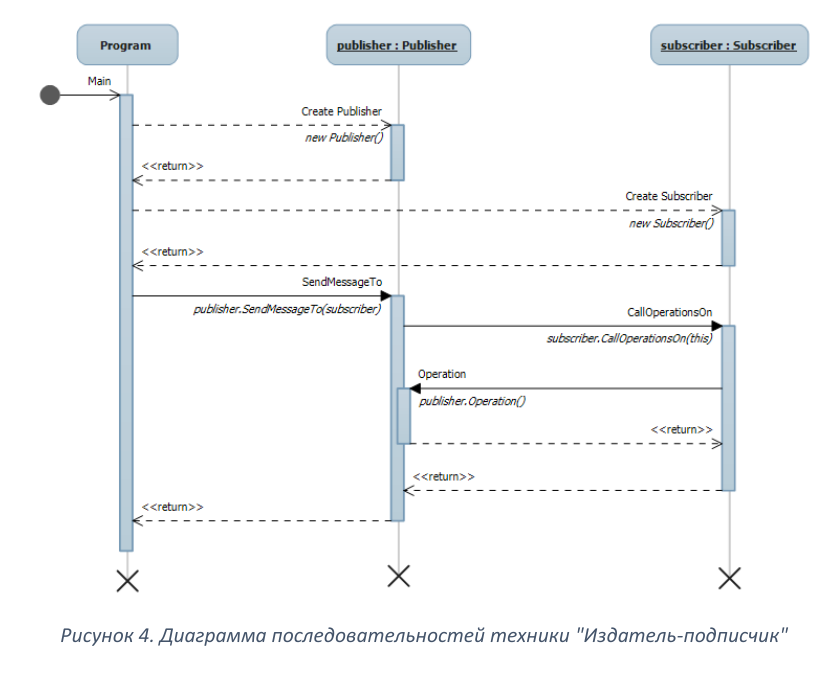 Program
publisher : Publisher
subscriber : Subscriber
Main
Create Publisher
new Publisher()
<<return>>
Create Subscriber
new Subscriber()
<<return>>
SendMessageTo
publisher.SendMessageTo(subscriber)
CallOperationsOn
subscriber.CallOperationsOn(this)
Operation
publisher.Operation()
<<return>>
<<return>>
<<return>>
Рисунок 4. Диаграмма последовательностей техники "Издатель-подписчик"